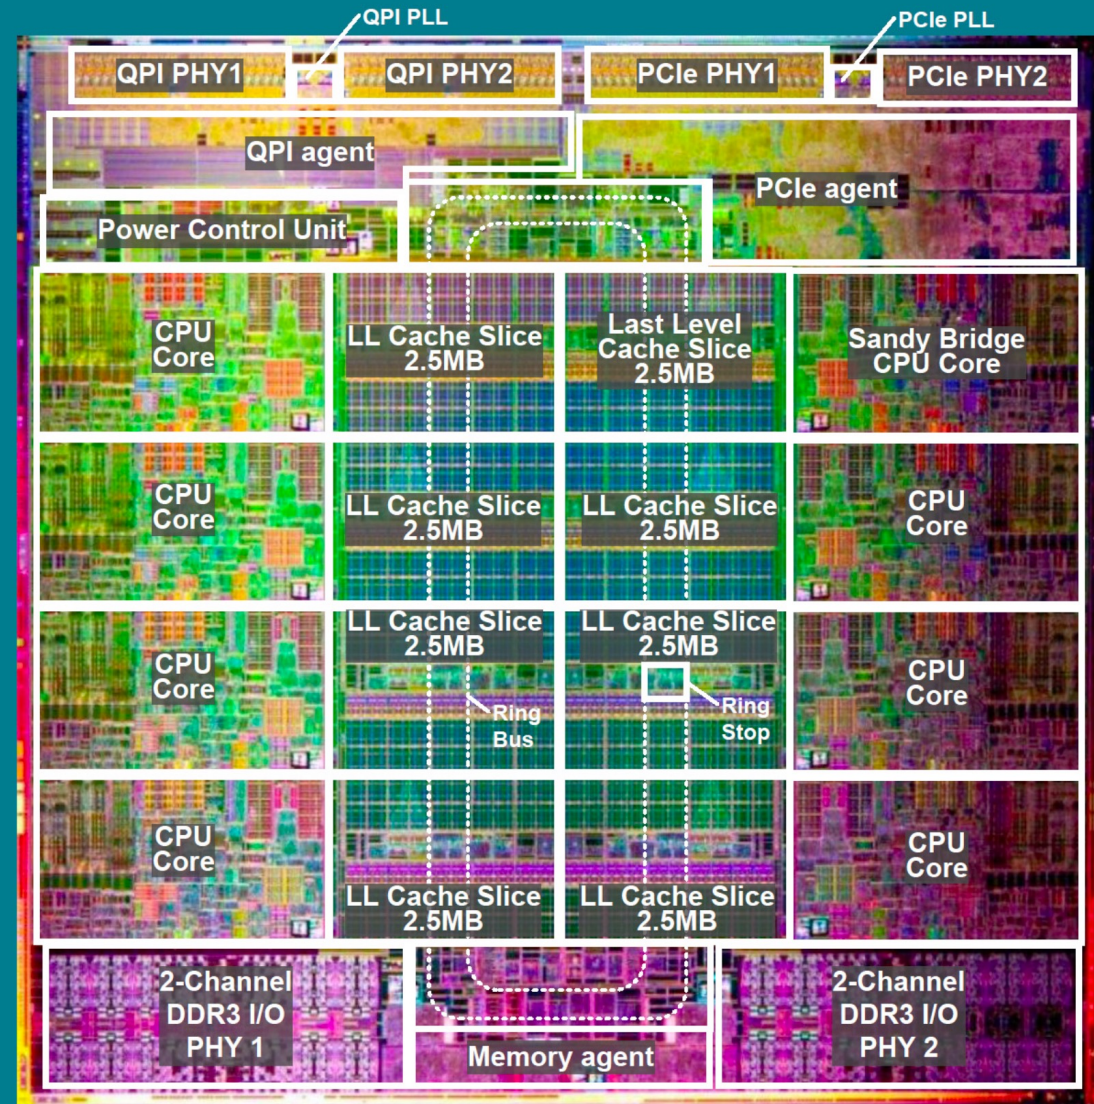 QPI PLL
PCIe PLL
QPI PHY1
QPI PHY2
PCIe PHY1
PCIe PHY2
QPI agent
PCIe agent
Power Control Unit
CPU
Core
LL Cache Slice
2.5MB
Last Level
Cache Slice
2.5MB
Sandy Bridge
CPU Core
CPU
Core
LL Cache Slice
2.5MB
LL Cache Slice
2.5MB
CPU
Core
CPU
Core
LL Cache Slice
2.5MB
LL Cache Slice
2.5MB
CPU
Core
Ring
Bus
Ring
Stop
CPU
Core
LL Cache Slice
2.5MB
LL Cache Slice
2.5MB
CPU
Core
2-Channel
DDR3 I/O
PHY 1
Memory agent
2-Channel
DDR3 I/O
PHY 2